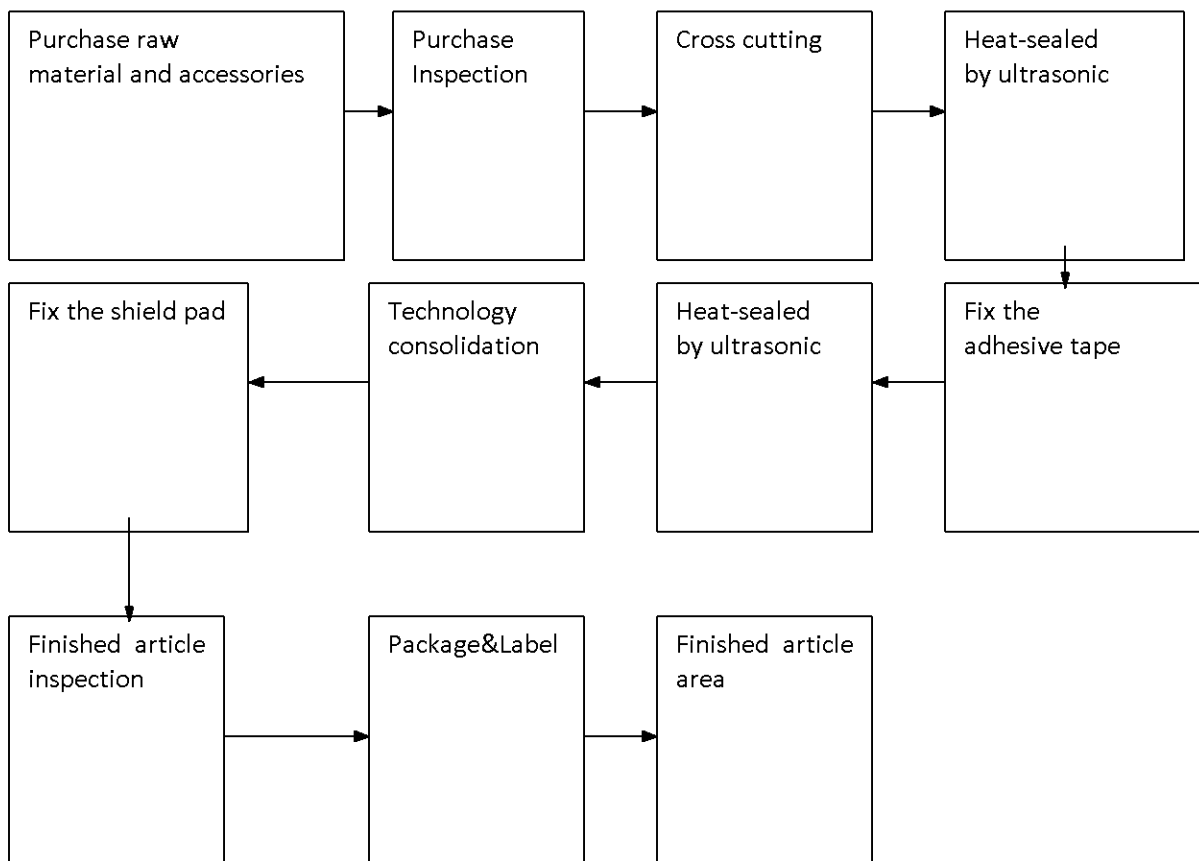 Purchase raw
material and accessories
Purchase
Inspection
Cross cutting
Heat-sealed
by ultrasonic
Fix the shield pad
Technology
consolidation
Heat-sealed
by ultrasonic
Fix the
adhesive tape
Finished article
inspection
Package&Label
Finished article
area